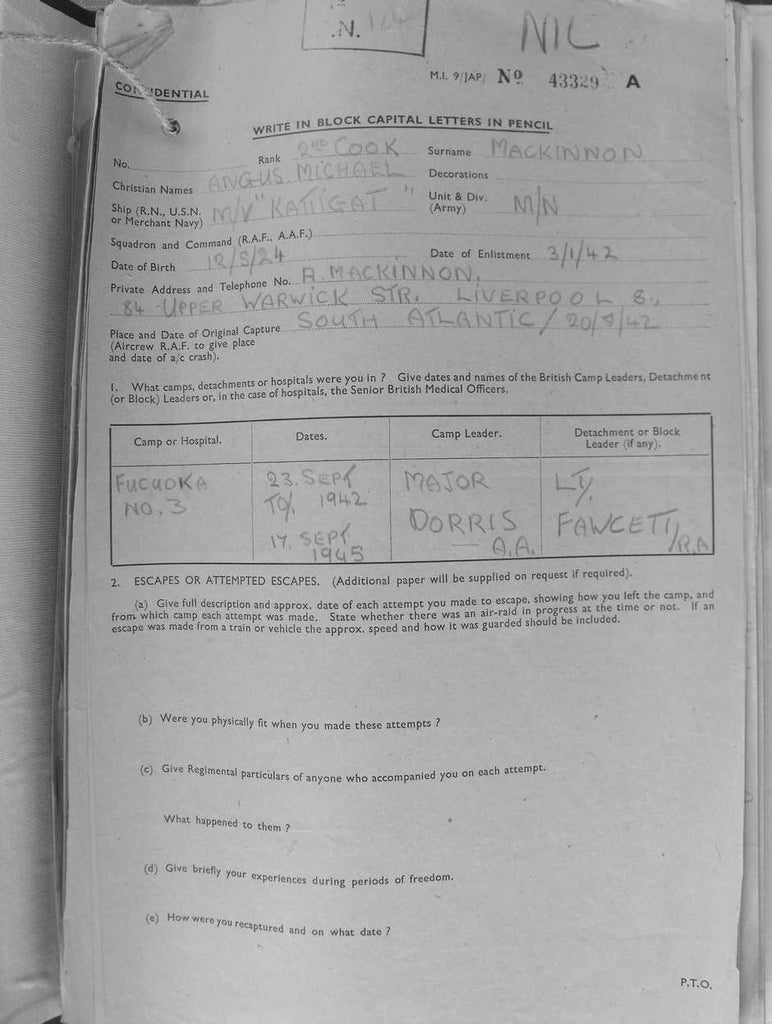 .N. 124
NIL
M.I. 9/JAP/ No 43329 A
CONFIDENTIAL
WRITE IN BLOCK CAPITAL LETTERS IN PENCIL
No. Rank 2ND COOK Surname MACKINNON
Christian Names ANGUS MICHAEL Decorations
Ship (R.N., U.S.N. or Merchant Navy) M/V "KATTGAT" Unit & Div. (Army) M/N
Squadron and Command (R.A.F., A.A.F.)
Date of Birth 12/5/24 Date of Enlistment 3/1/42
Private Address and Telephone No. R. MACKINNON,
84 UPPER WARWICK STR. LIVERPOOL 8.,
Place and Date of Original Capture SOUTH ATLANTIC / 20/5/42
(Aircrew R.A.F. to give place
and date of a/c crash).
1. What camps, detachments or hospitals were you in ? Give dates and names of the British Camp Leaders, Detachment
(or Block) Leaders or, in the case of hospitals, the Senior British Medical Officers.
Camp or Hospital. Dates. Camp Leader. Detachment or Block Leader (if any).
FUCUOKA 23. SEPT MAJOR LT.
NO. 3 TO/ 1942 DORRIS FAWCETT
17. SEPT — A.A. /R.A
1945
2. ESCAPES OR ATTEMPTED ESCAPES. (Additional paper will be supplied on request if required).
(a) Give full description and approx. date of each attempt you made to escape, showing how you left the camp, and
from which camp each attempt was made. State whether there was an air-raid in progress at the time or not. If an
escape was made from a train or vehicle the approx. speed and how it was guarded should be included.
(b) Were you physically fit when you made these attempts ?
(c) Give Regimental particulars of anyone who accompanied you on each attempt.
What happened to them ?
(d) Give briefly your experiences during periods of freedom.
(e) How were you recaptured and on what date ?
P.T.O.